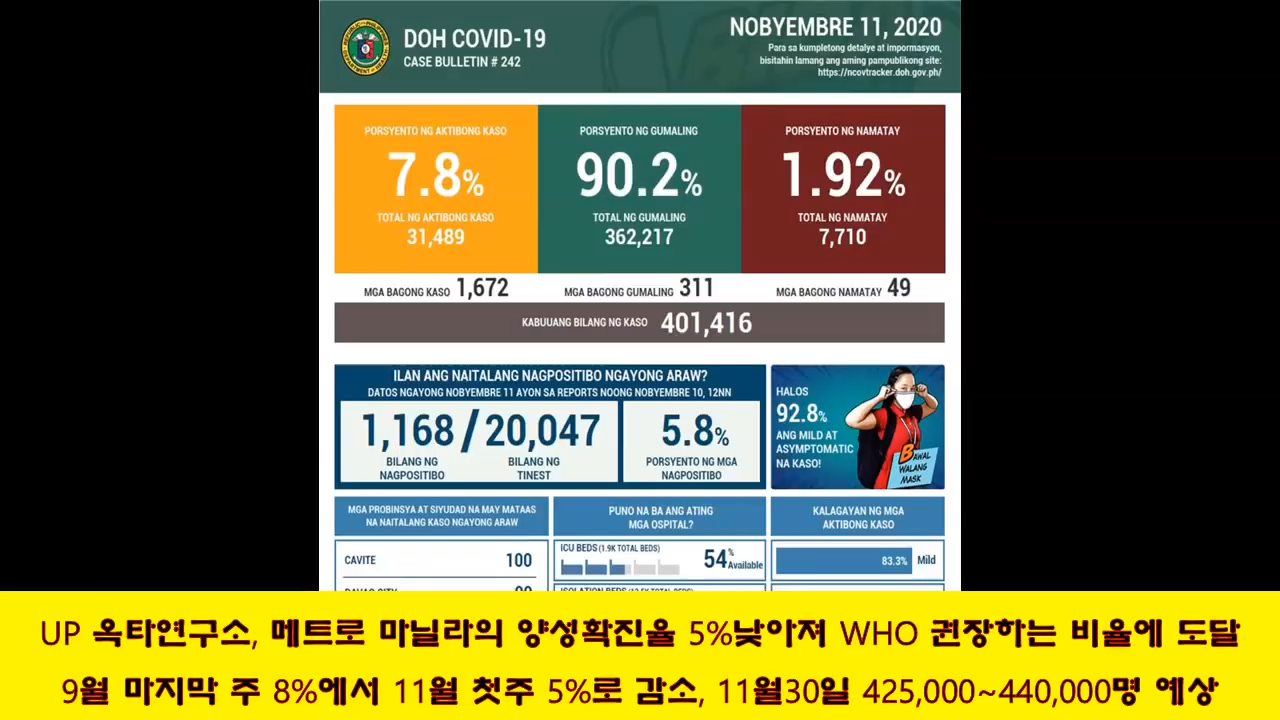 DOH COVID-19
CASE BULLETIN # 242
NOBYEMBRE 11, 2020
Para sa kumpletong detalye at impormasyon,
bisitahin lamang ang aming pampublikong site:
https://ncovtracker.doh.gov.ph/
PORSYENTO NG AKTIBONG KASO
7.8%
TOTAL NG AKTIBONG KASO
31,489
PORSYENTO NG GUMALING
90.2%
TOTAL NG GUMALING
362,217
PORSYENTO NG NAMATAY
1.92%
TOTAL NG NAMATAY
7,710
MGA BAGONG KASO 1,672
MGA BAGONG GUMALING 311
MGA BAGONG NAMATAY 49
KABUUANG BILANG NG KASO 401,416
ILAN ANG NAITALANG NAGPOSITIBO NGAYONG ARAW?
DATOS NGAYONG NOBYEMBRE 11 AYON SA REPORTS NOONG NOBYEMBRE 10, 12NN
1,168 / 20,047
BILANG NG
NAGPOSITIBO
BILANG NG
TINEST
5.8%
PORSYENTO NG MGA
NAGPOSITIBO
HALOS
92.8%
ANG MILD AT
ASYMPTOMATIC
NA KASO!
BAWAL
WALANG
MASK
MGA PROBINSYA AT SIYUDAD NA MAY MATAAS
NA NAITALANG KASO NGAYONG ARAW
CAVITE 100
PUNO NA BA ANG ATING
MGA OSPITAL?
ICU BEDS (1.9K TOTAL BEDS)
54% Available
KALAGAYAN NG MGA
AKTIBONG KASO
83.3% Mild
UP 옥타연구소, 메트로 마닐라의 양성확진율 5%낮아져 WHO 권장하는 비율에 도달
9월 마지막 주 8%에서 11월 첫주 5%로 감소, 11월30일 425,000~440,000명 예상